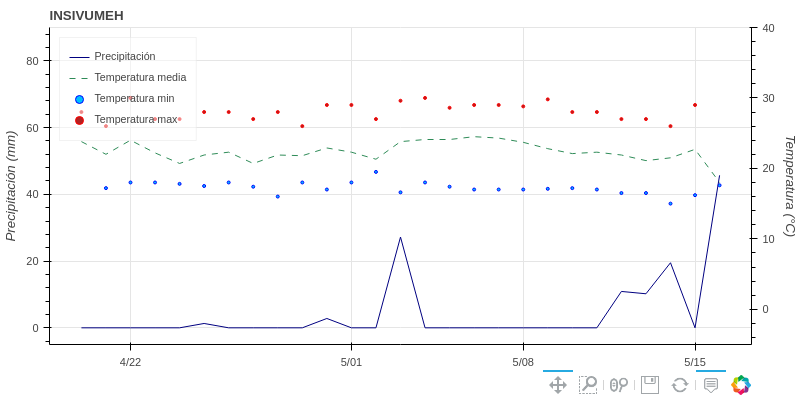 INSIVUMEH
Precipitación
Temperatura media
Temperatura min
Temperatura max
Precipitación (mm)
80
60
40
20
0
Temperatura (°C)
40
30
20
10
0
4/22
5/01
5/08
5/15